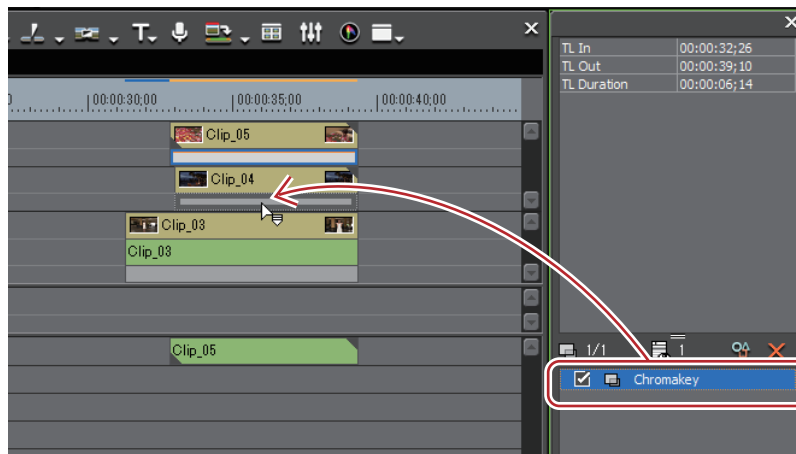 TL In 00:00:32;26
TL Out 00:00:39;10
TL Duration 00:00:06;14
00:00:30;00 00:00:35;00 00:00:40;00
Clip_05
Clip_04
Clip_03
Clip_03
Clip_05
1/1 1
Chromakey